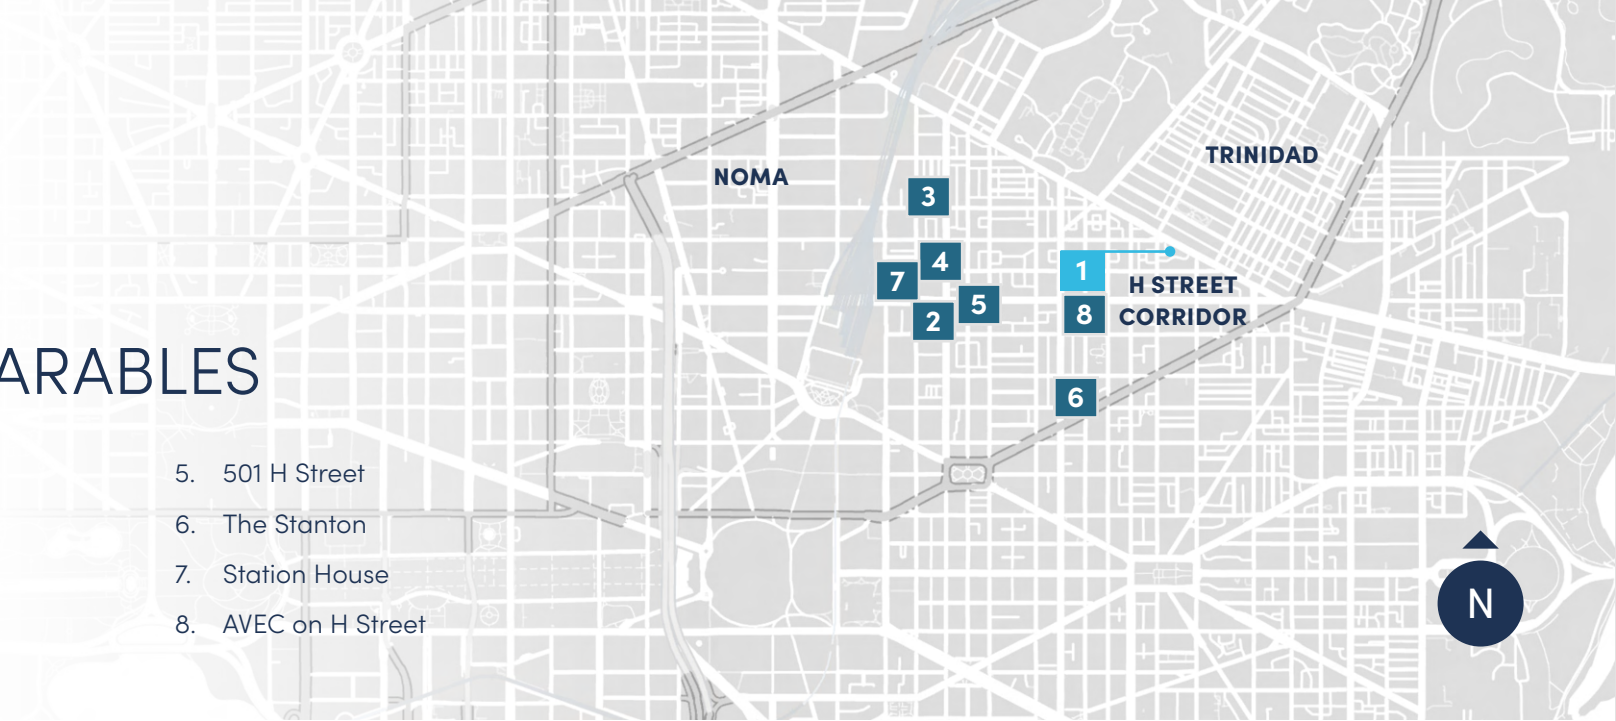 NOMA
TRINIDAD
3
4
7
5
2
1
8
H STREET
CORRIDOR
6
ARABLES
5. 501 H Street
6. The Stanton
7. Station House
8. AVEC on H Street
N